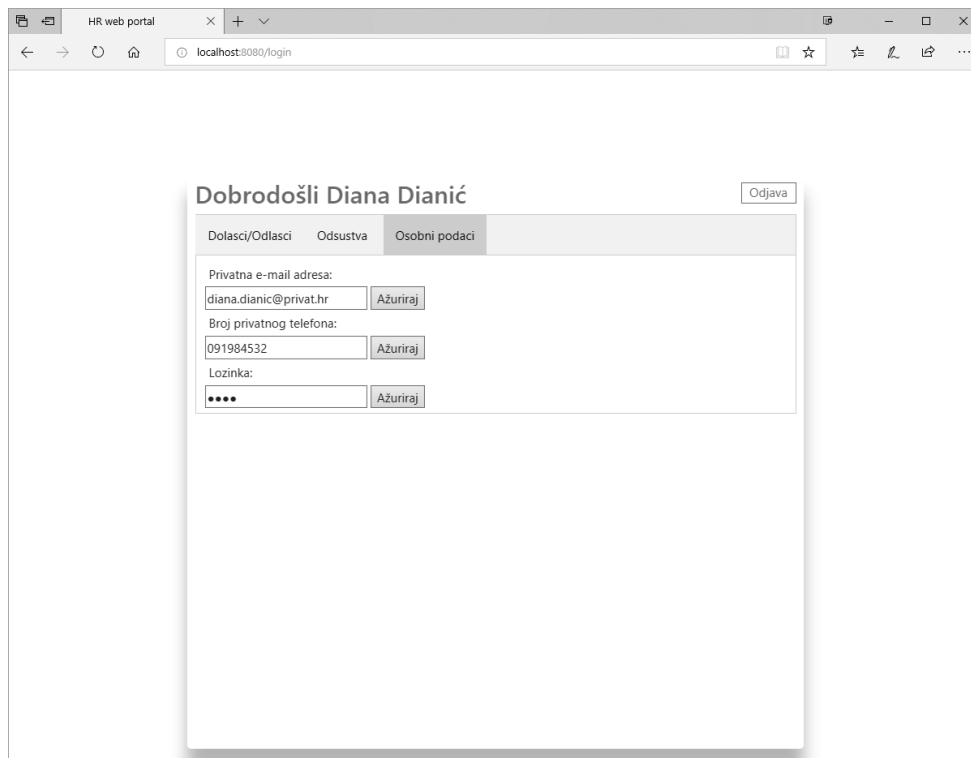 HR web portal
localhost:8080/login
Dobrodošli Diana Dianić
Odjava
Dolasci/Odlasci Odsustva Osobni podaci
Privatna e-mail adresa:
diana.dianic@privat.hr Ažuriraj
Broj privatnog telefona:
091984532 Ažuriraj
Lozinka:
•••• Ažuriraj